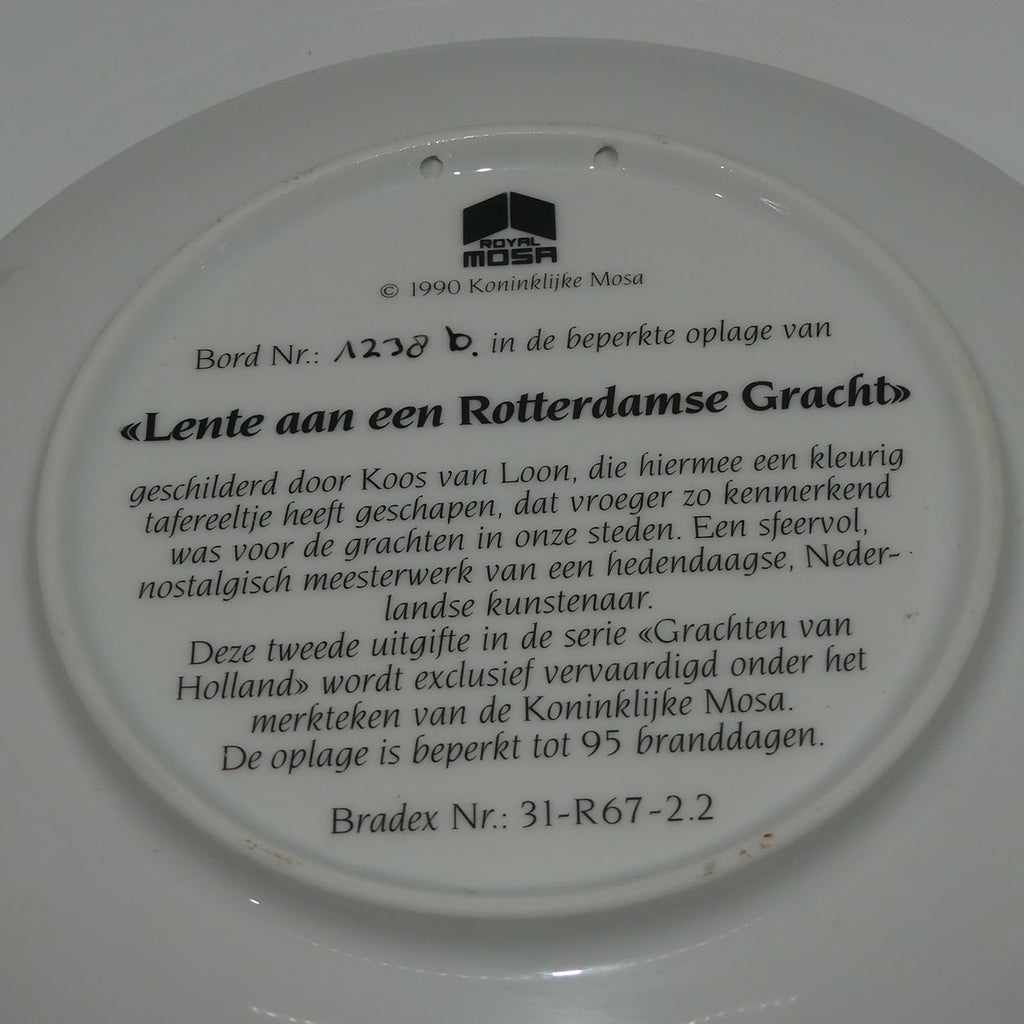 ROYAL
MOSA
© 1990 Koninklijke Mosa
Bord Nr.: 1238 b. in de beperkte oplage van
«Lente aan een Rotterdamse Gracht»
geschilderd door Koos van Loon, die hiermee een kleurig
tafereeltje heeft geschapen, dat vroeger zo kenmerkend
was voor de grachten in onze steden. Een sfeervol,
nostalgisch meesterwerk van een hedendaagse, Neder-
landse kunstenaar.
Deze tweede uitgifte in de serie «Grachten van
Holland» wordt exclusief vervaardigd onder het
merkteken van de Koninklijke Mosa.
De oplage is beperkt tot 95 branddagen.
Bradex Nr.: 31-R67-2.2